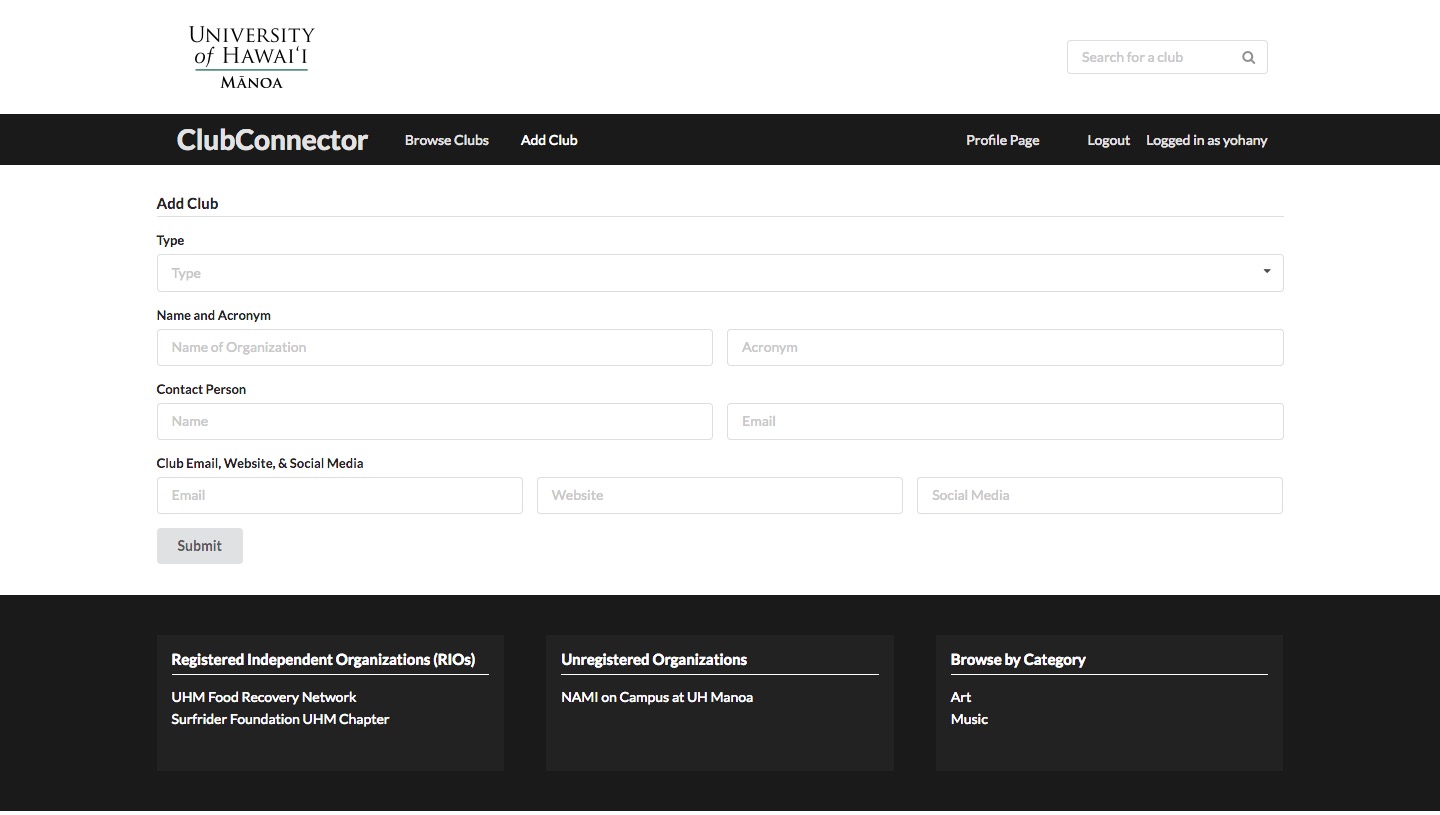 UNIVERSITY
of HAWAIʻI
MĀNOA
Search for a club
ClubConnector Browse Clubs Add Club Profile Page Logout Logged in as yohany
Add Club
Type
Type
Name and Acronym
Name of Organization Acronym
Contact Person
Name Email
Club Email, Website, & Social Media
Email Website Social Media
Submit
Registered Independent Organizations (RIOs)
UHM Food Recovery Network
Surfrider Foundation UHM Chapter
Unregistered Organizations
NAMI on Campus at UH Manoa
Browse by Category
Art
Music